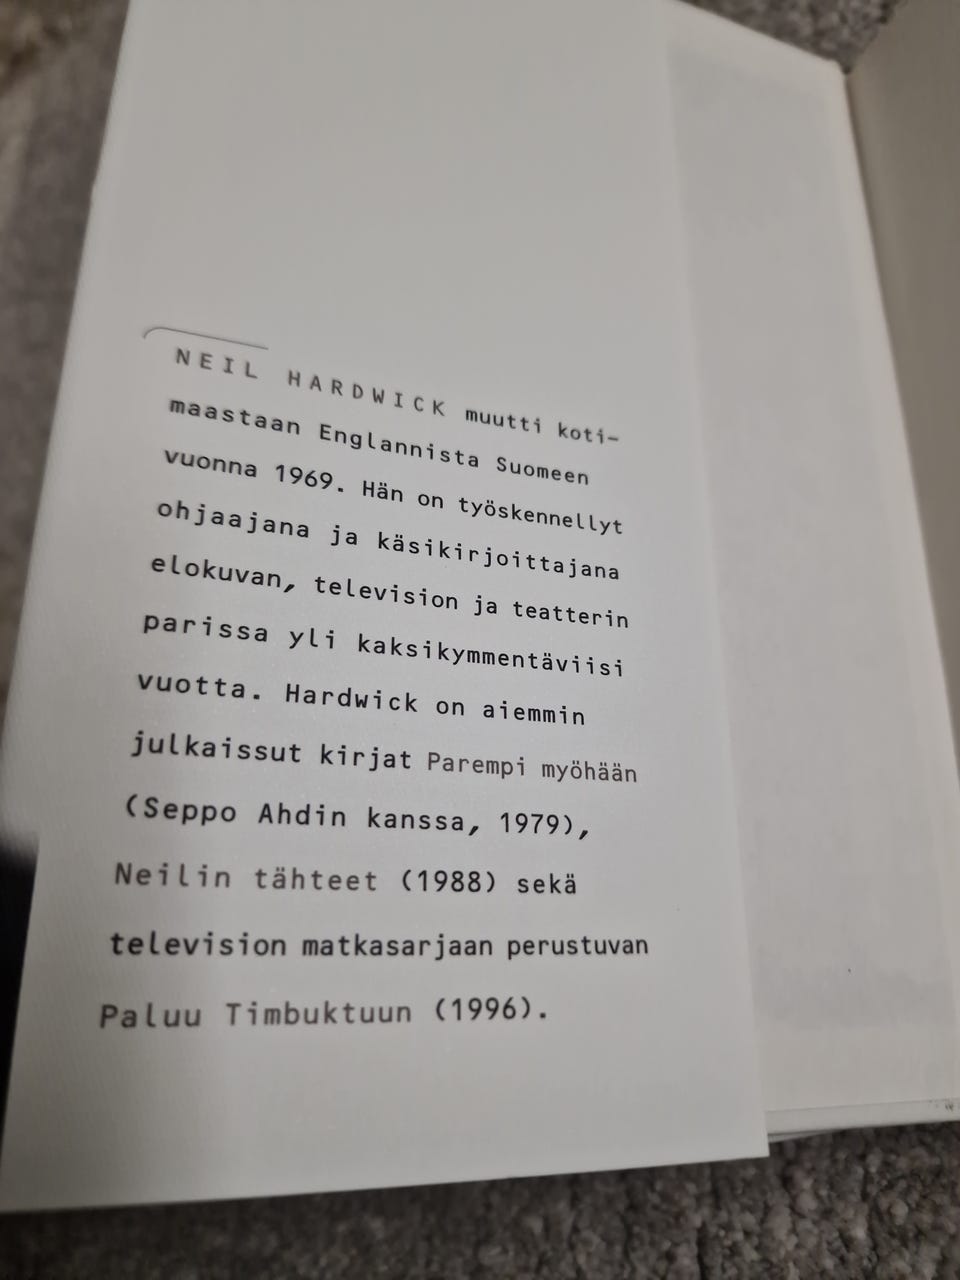 NEIL HARDWICK muutti koti-
maastaan Englannista Suomeen
vuonna 1969. Hän on työskennellyt
ohjaajana ja käsikirjoittajana
elokuvan, television ja teatterin
parissa yli kaksikymmentäviisi
vuotta. Hardwick on aiemmin
julkaissut kirjat Parempi myöhään
(Seppo Ahdin kanssa, 1979),
Neilin tähteet (1988) sekä
television matkasarjaan perustuvan
Paluu Timbuktuun (1996).